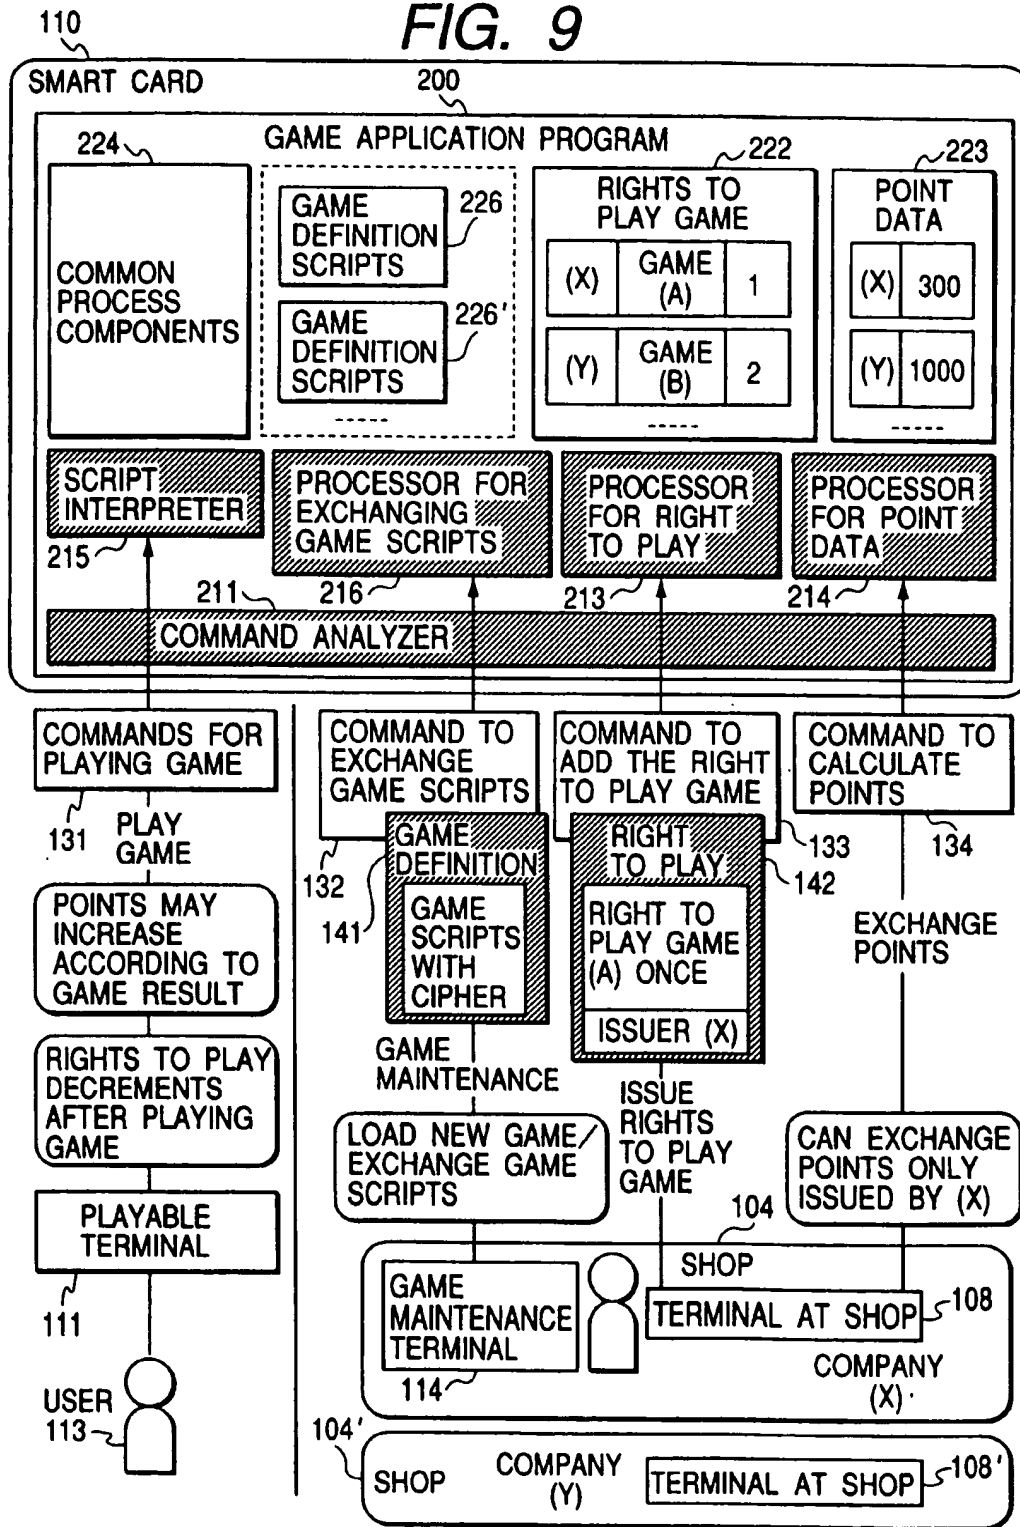 FIG. 9
110
SMART CARD
200
GAME APPLICATION PROGRAM
224
COMMON
PROCESS
COMPONENTS
GAME
DEFINITION
SCRIPTS
226
GAME
DEFINITION
SCRIPTS
226'
-----
222
RIGHTS TO
PLAY GAME
(X)
GAME
(A)
1
(Y)
GAME
(B)
2
-----
223
POINT
DATA
(X)
300
(Y)
1000
-----
SCRIPT
INTERPRETER
215
PROCESSOR FOR
EXCHANGING
GAME SCRIPTS
216
PROCESSOR
FOR RIGHT
TO PLAY
213
PROCESSOR
FOR POINT
DATA
214
211
COMMAND ANALYZER
COMMANDS FOR
PLAYING GAME
131
PLAY
GAME
POINTS MAY
INCREASE
ACCORDING TO
GAME RESULT
RIGHTS TO PLAY
DECREMENTS
AFTER PLAYING
GAME
PLAYABLE
TERMINAL
111
USER
113
COMMAND TO
EXCHANGE
GAME SCRIPTS
132
GAME
DEFINITION
141
GAME
SCRIPTS
WITH
CIPHER
GAME
MAINTENANCE
LOAD NEW GAME/
EXCHANGE GAME
SCRIPTS
COMMAND TO
ADD THE RIGHT
TO PLAY GAME
133
RIGHT
TO PLAY
142
RIGHT TO
PLAY GAME
(A) ONCE
ISSUER (X)
ISSUE
RIGHTS
TO PLAY
GAME
COMMAND TO
CALCULATE
POINTS
134
EXCHANGE
POINTS
CAN EXCHANGE
POINTS ONLY
ISSUED BY (X)
104
SHOP
GAME
MAINTENANCE
TERMINAL
114
TERMINAL AT SHOP
108
COMPANY
(X)
104'
SHOP
COMPANY
(Y)
TERMINAL AT SHOP
108'